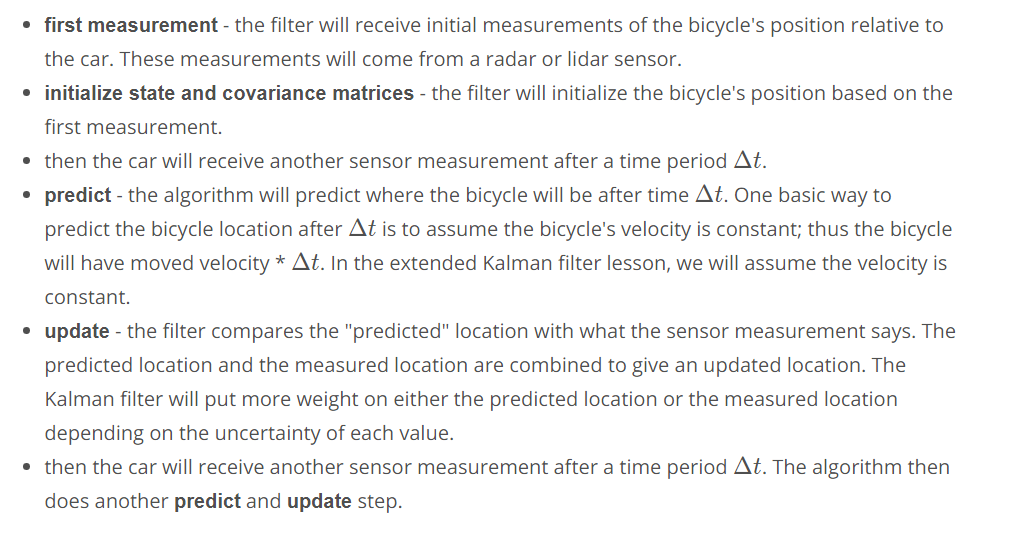 • first measurement - the filter will receive initial measurements of the bicycle's position relative to
the car. These measurements will come from a radar or lidar sensor.
• initialize state and covariance matrices - the filter will initialize the bicycle's position based on the
first measurement.
• then the car will receive another sensor measurement after a time period Δt.
• predict - the algorithm will predict where the bicycle will be after time Δt. One basic way to
predict the bicycle location after Δt is to assume the bicycle's velocity is constant; thus the bicycle
will have moved velocity * Δt. In the extended Kalman filter lesson, we will assume the velocity is
constant.
• update - the filter compares the "predicted" location with what the sensor measurement says. The
predicted location and the measured location are combined to give an updated location. The
Kalman filter will put more weight on either the predicted location or the measured location
depending on the uncertainty of each value.
• then the car will receive another sensor measurement after a time period Δt. The algorithm then
does another predict and update step.